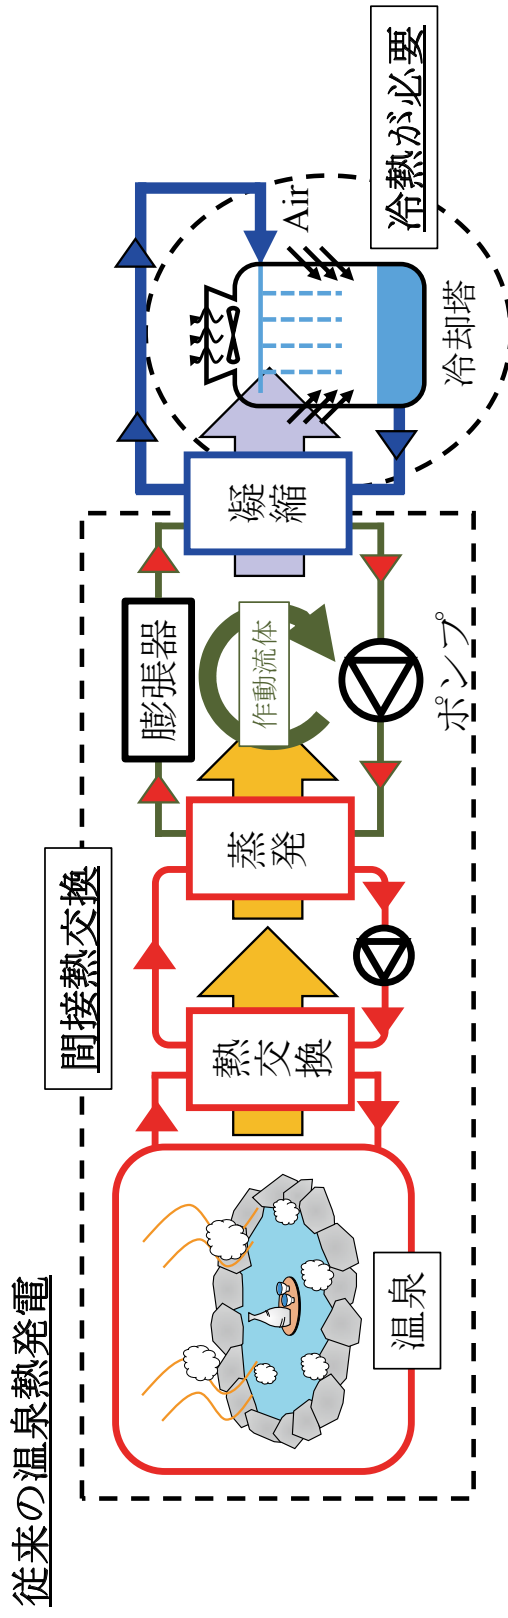 従来の温泉熱発電
間接熱交換
温泉
熱交換
蒸発
膨張器
作動流体
ポンプ
凝縮
Air
冷却塔
冷熱が必要